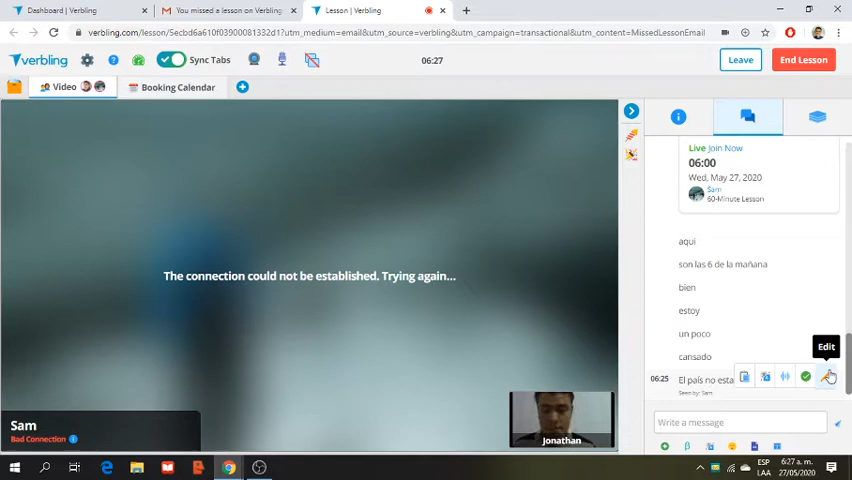 Dashboard | Verbling
You missed a lesson on Verbling
Lesson | Verbling
verbling.com/lesson/5ecbd6a610f0390001332d1?utm_medium=email&utm_source=verbling&utm_campaign=transactional&utm_content=MissedLessonEmail
verbling
Sync Tabs
06:27
Leave
End Lesson
Video
Booking Calendar
The connection could not be established. Trying again...
Sam
Bad Connection
Jonathan
Live Join Now
06:00
Wed, May 27, 2020
Sam
60-Minute Lesson
aqui
son las 6 de la mañana
bien
estoy
un poco
cansado
Edit
06:25
El país no esta
Seen by: Sam
Write a message
ESP
LAA
6:27 a. m.
27/05/2020